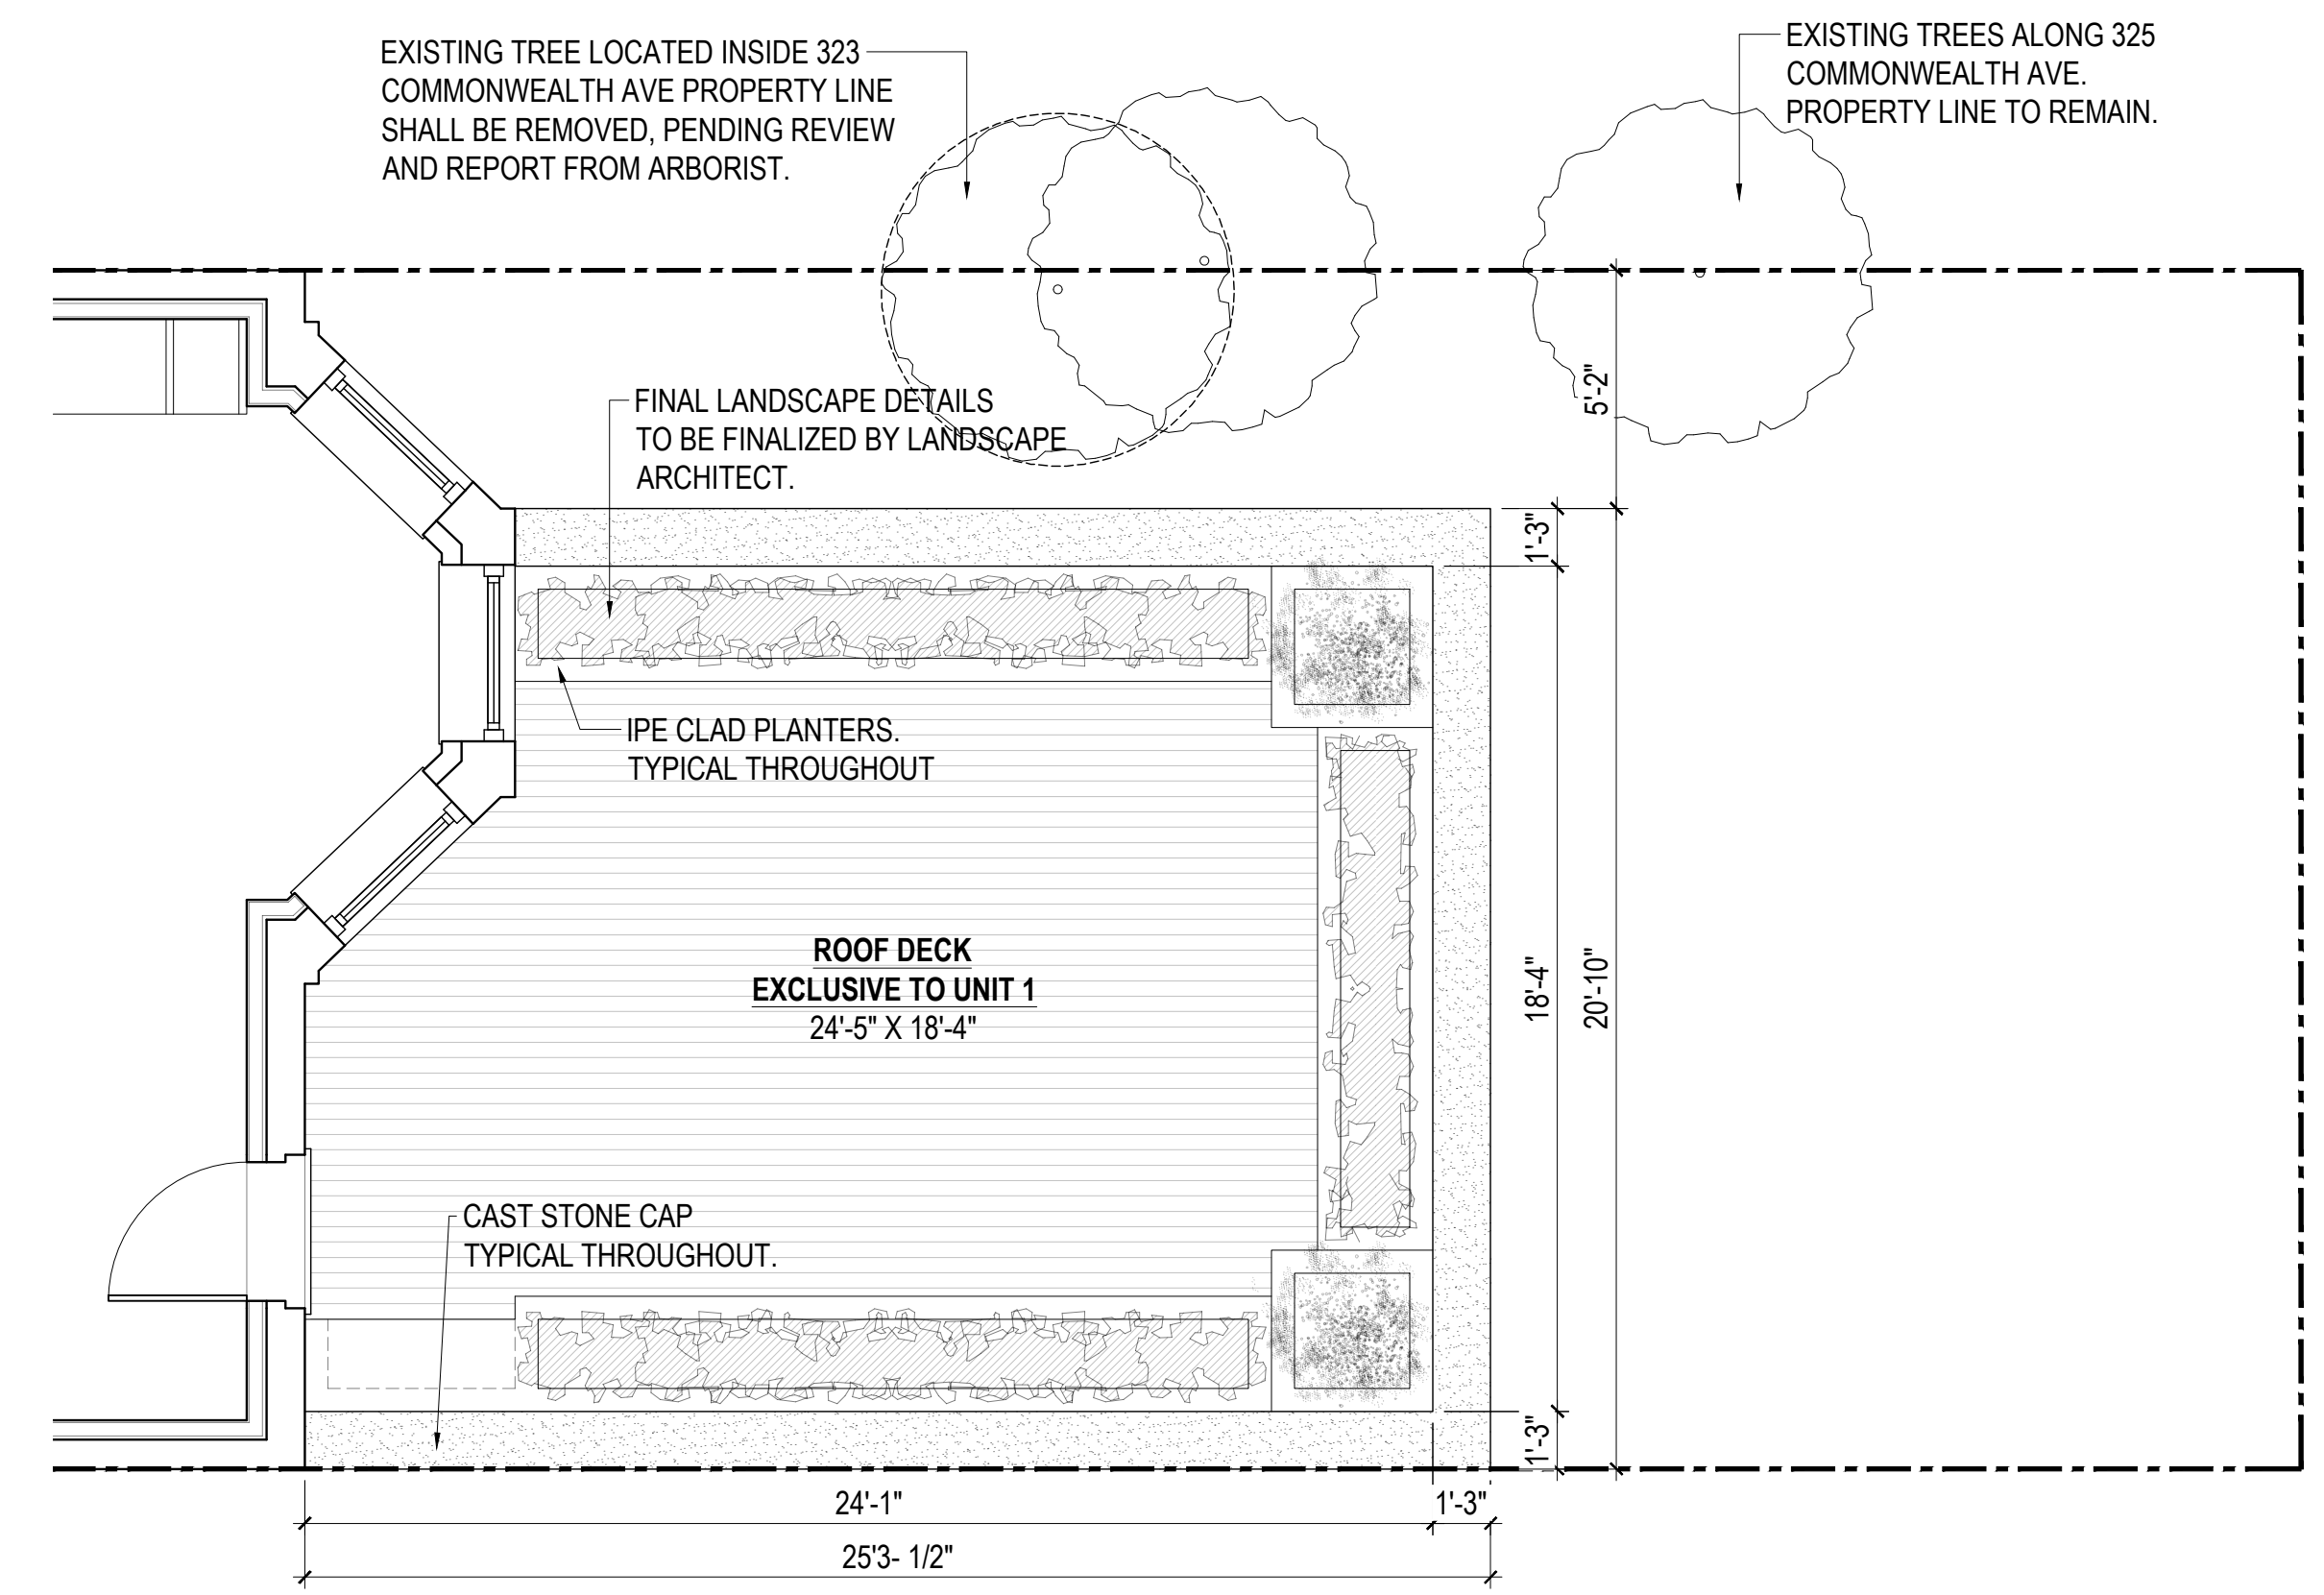 EXISTING TREE LOCATED INSIDE 323
COMMONWEALTH AVE PROPERTY LINE
SHALL BE REMOVED, PENDING REVIEW
AND REPORT FROM ARBORIST.
EXISTING TREES ALONG 325
COMMONWEALTH AVE.
PROPERTY LINE TO REMAIN.
5'-2"
FINAL LANDSCAPE DETAILS
TO BE FINALIZED BY LANDSCAPE
ARCHITECT.
1'-3"
IPE CLAD PLANTERS.
TYPICAL THROUGHOUT
ROOF DECK
EXCLUSIVE TO UNIT 1
24'-5" X 18'-4"
18'-4"
20'-10"
CAST STONE CAP
TYPICAL THROUGHOUT.
1'-3"
24'-1"
1'-3"
25'3- 1/2"